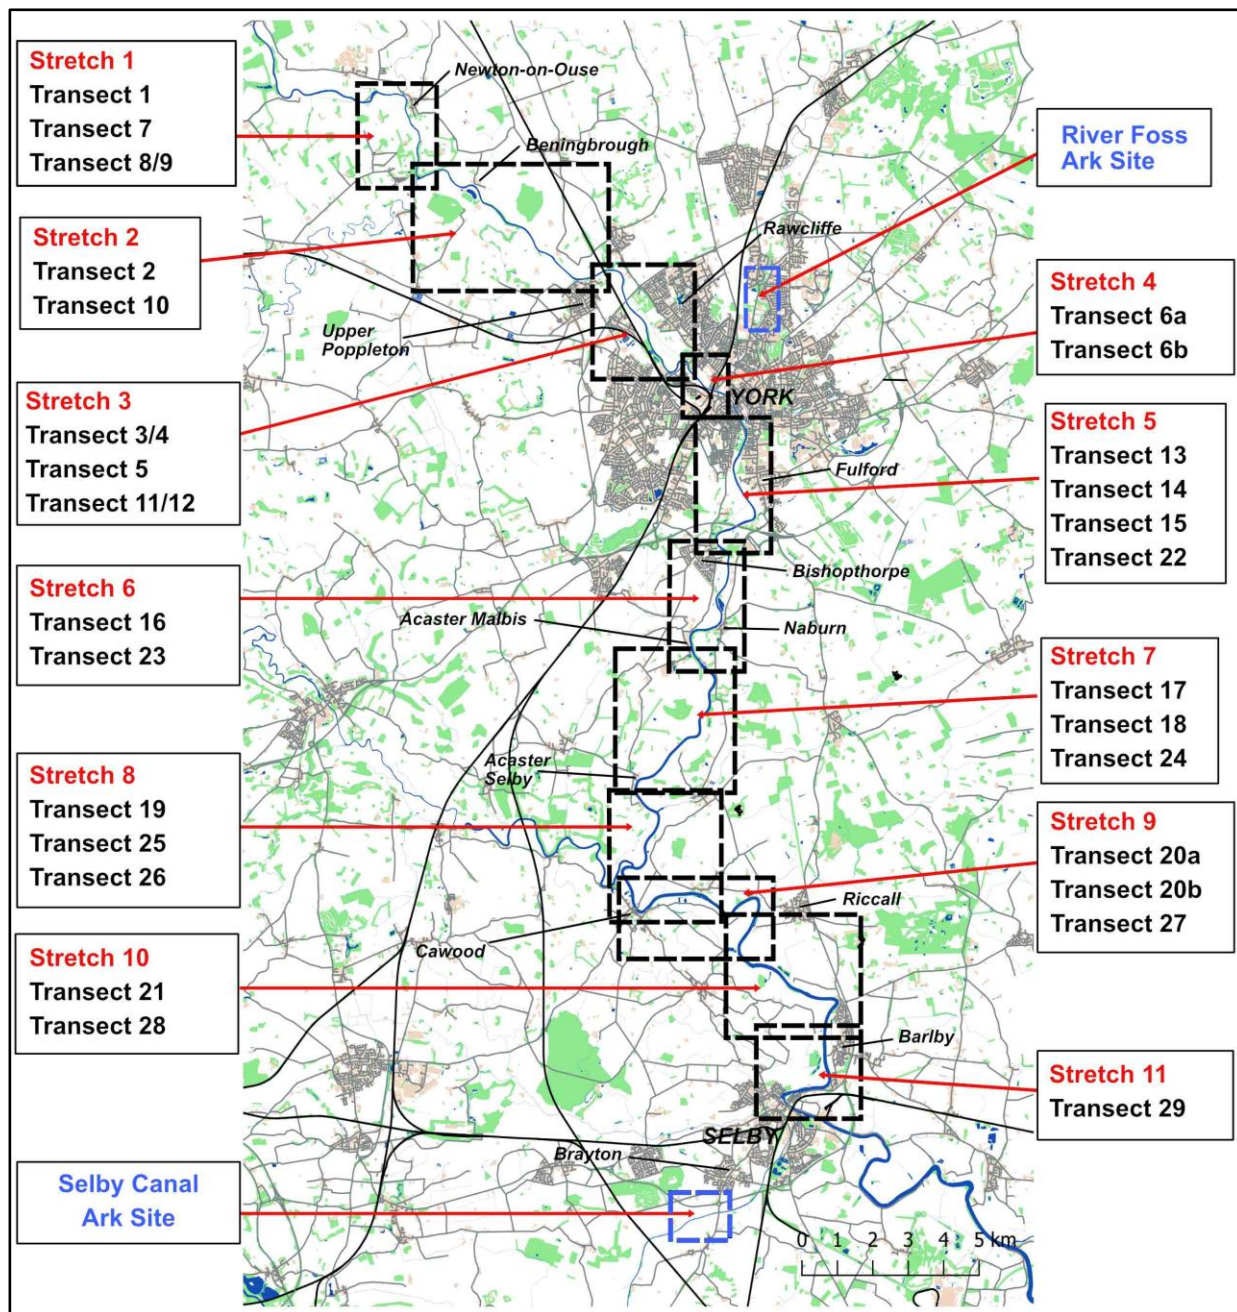 Stretch 1
Transect 1
Transect 7
Transect 8/9
Stretch 2
Transect 2
Transect 10
Stretch 3
Transect 3/4
Transect 5
Transect 11/12
Stretch 6
Transect 16
Transect 23
Stretch 8
Transect 19
Transect 25
Transect 26
Stretch 10
Transect 21
Transect 28
Selby Canal
Ark Site
Newton-on-Ouse
Beningbrough
Rawcliffe
Upper
Poppleton
YORK
Fulford
Bishopthorpe
Acaster Malbis
Naburn
Acaster
Selby
Riccall
Cawood
Barlby
SELBY
Brayton
0 1 2 3 4 5 km
River Foss
Ark Site
Stretch 4
Transect 6a
Transect 6b
Stretch 5
Transect 13
Transect 14
Transect 15
Transect 22
Stretch 7
Transect 17
Transect 18
Transect 24
Stretch 9
Transect 20a
Transect 20b
Transect 27
Stretch 11
Transect 29